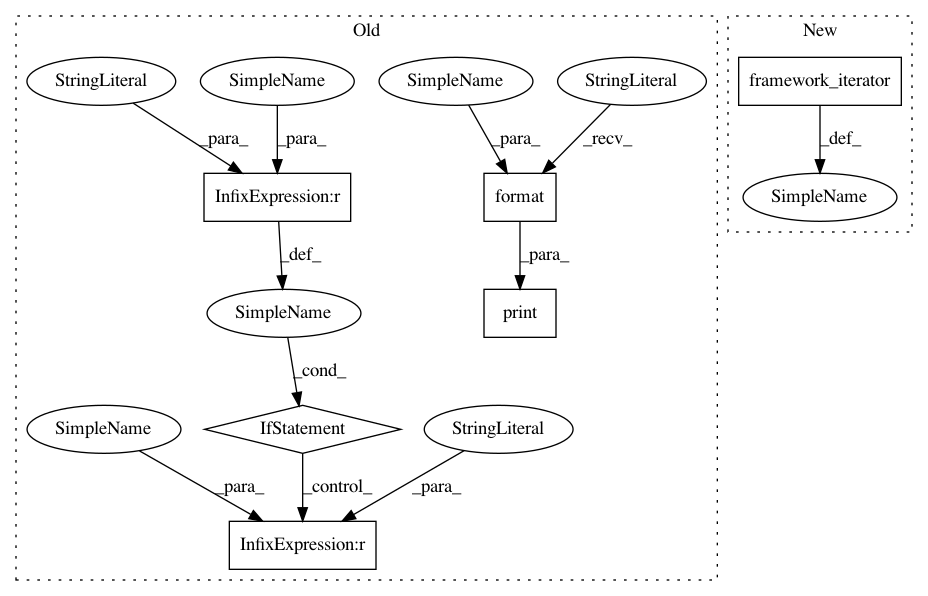 Old
New
StringLiteral
SimpleName
SimpleName
StringLiteral
framework_iterator
_para_
_para_
_para_
_recv_
_def_
InfixExpression:r
format
SimpleName
_def_
_para_
SimpleName
print
_cond_
SimpleName
IfStatement
StringLiteral
_para_
_control_
_para_
InfixExpression:r